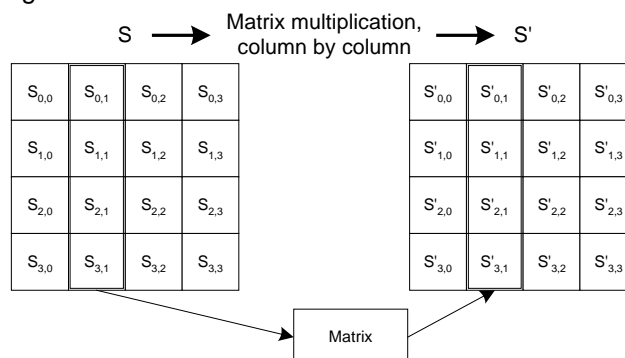 g
S Matrix multiplication, column by column S'
S0,0 S0,1 S0,2 S0,3
S1,0 S1,1 S1,2 S1,3
S2,0 S2,1 S2,2 S2,3
S3,0 S3,1 S3,2 S3,3
S'0,0 S'0,1 S'0,2 S'0,3
S'1,0 S'1,1 S'1,2 S'1,3
S'2,0 S'2,1 S'2,2 S'2,3
S'3,0 S'3,1 S'3,2 S'3,3
Matrix